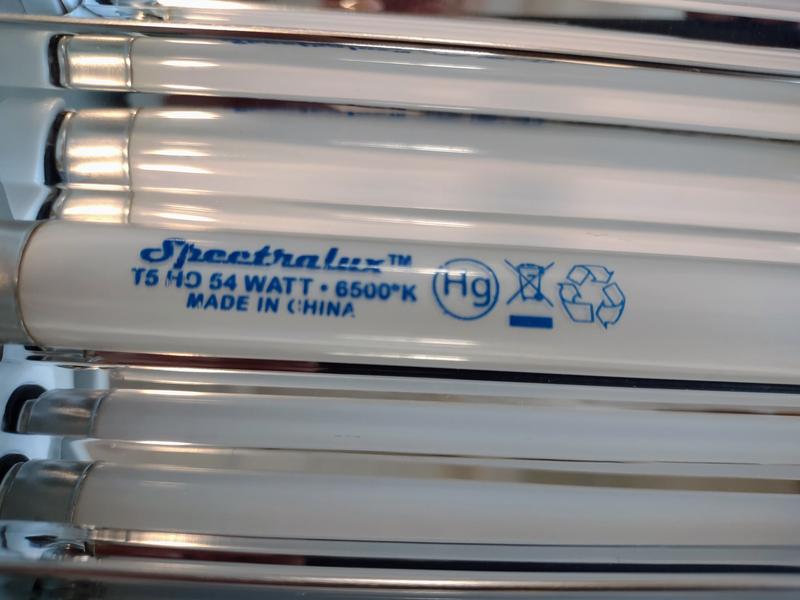 Spectralux™
T5 HO 54 WATT • 6500°K
MADE IN CHINA
Hg